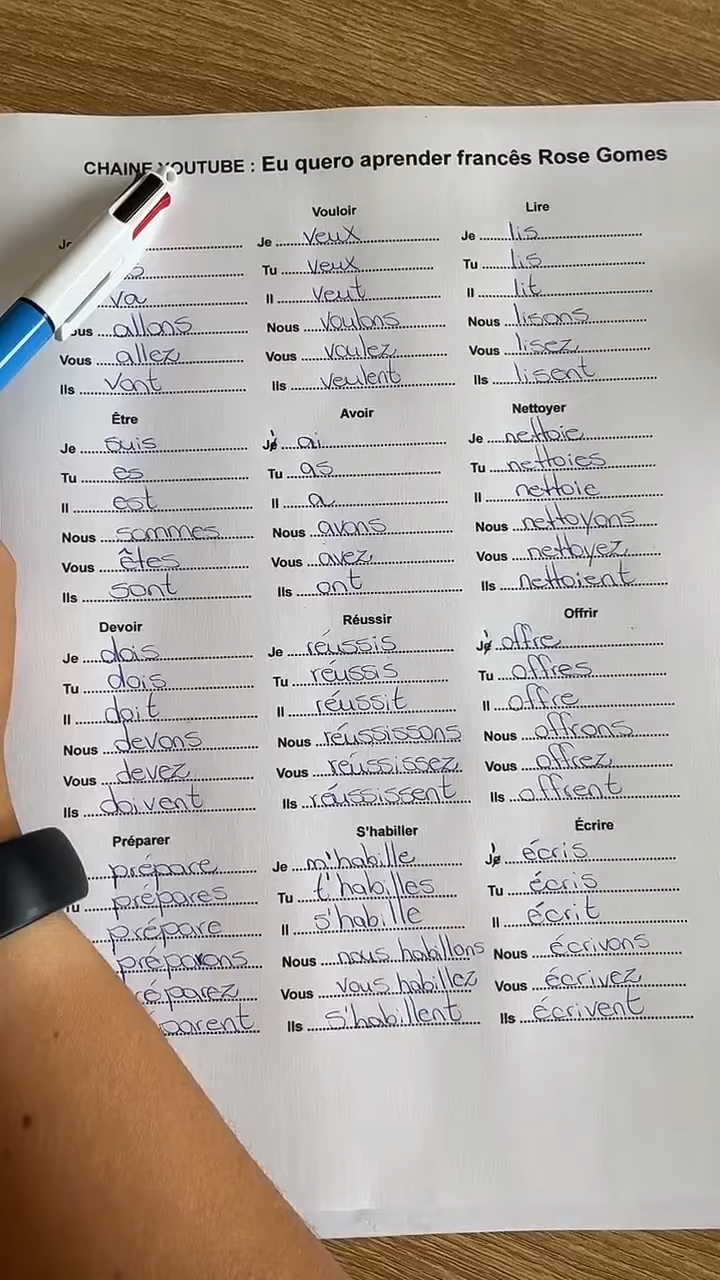 CHAINE YOUTUBE : Eu quero aprender francês Rose Gomes
Vouloir
Je veux
Tu veux
Il veut
Nous voulons
Vous voulez
Ils veulent
Lire
Je lis
Tu lis
Il lit
Nous lisons
Vous lisez
Ils lisent
va
allons
Vous allez
Ils vont
Être
Je suis
Tu es
Il est
Nous sommes
Vous êtes
Ils sont
Avoir
J' ai
Tu as
Il a
Nous avons
Vous avez
Ils ont
Nettoyer
Je nettoie
Tu nettoies
Il nettoie
Nous nettoyons
Vous nettoyez
Ils nettoient
Devoir
Je dois
Tu dois
Il doit
Nous devons
Vous devez
Ils doivent
Réussir
Je réussis
Tu réussis
Il réussit
Nous réussissons
Vous réussissez
Ils réussissent
Offrir
J' offre
Tu offres
Il offre
Nous offrons
Vous offrez
Ils offrent
Préparer
prépare
prépares
prépare
préparons
S'habiller
Je m'habille
Tu t'habilles
Il s'habille
Nous nous habillons
Vous vous habillez
Ils s'habillent
Écrire
J' écris
Tu écris
Il écrit
Nous écrivons
Vous écrivez
Ils écrivent